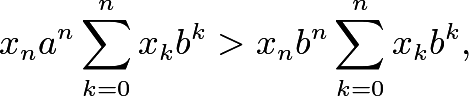 $x_n a^n \sum_{k=0}^{n} x_k b^k > x_n b^n \sum_{k=0}^{n} x_k b^k,$